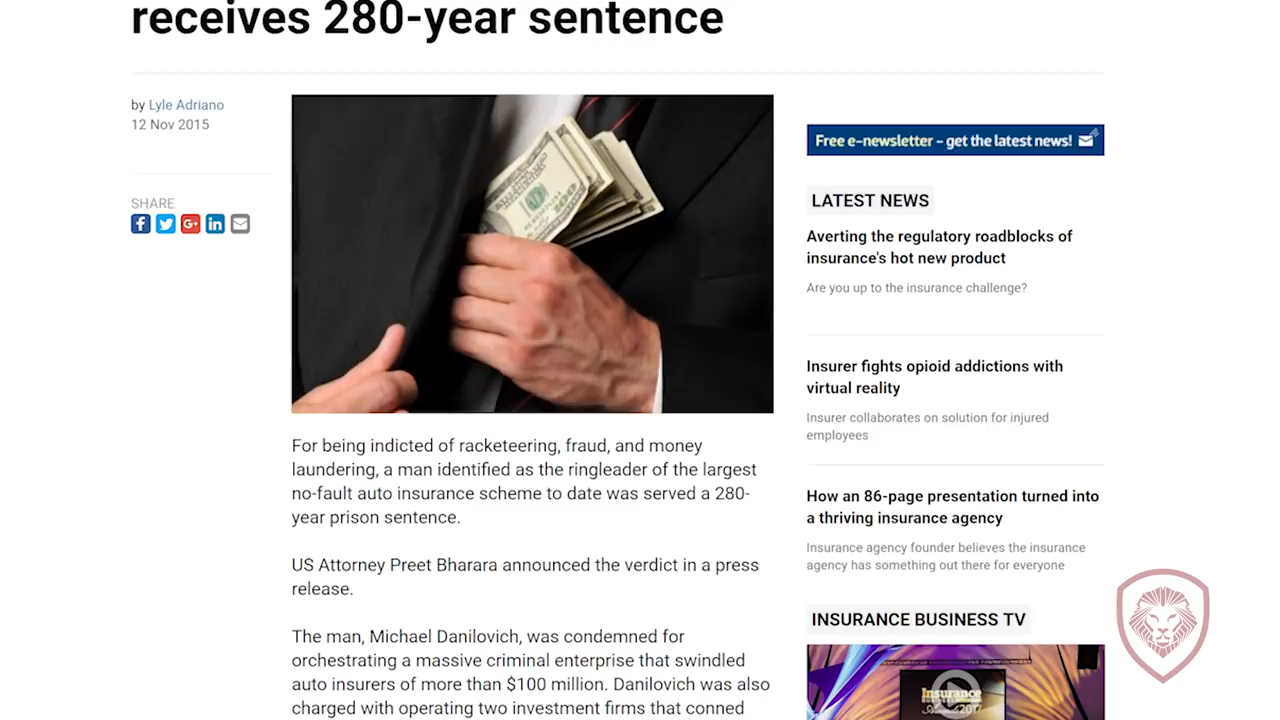 receives 280-year sentence
by Lyle Adriano
12 Nov 2015
SHARE
For being indicted of racketeering, fraud, and money
laundering, a man identified as the ringleader of the largest
no-fault auto insurance scheme to date was served a 280-
year prison sentence.
US Attorney Preet Bharara announced the verdict in a press
release.
The man, Michael Danilovich, was condemned for
orchestrating a massive criminal enterprise that swindled
auto insurers of more than $100 million. Danilovich was also
charged with operating two investment firms that conned
Free e-newsletter – get the latest news!
LATEST NEWS
Averting the regulatory roadblocks of
insurance's hot new product
Are you up to the insurance challenge?
Insurer fights opioid addictions with
virtual reality
Insurer collaborates on solution for injured
employees
How an 86-page presentation turned into
a thriving insurance agency
Insurance agency founder believes the insurance
agency has something out there for everyone
INSURANCE BUSINESS TV
Insurance
Awards 2017